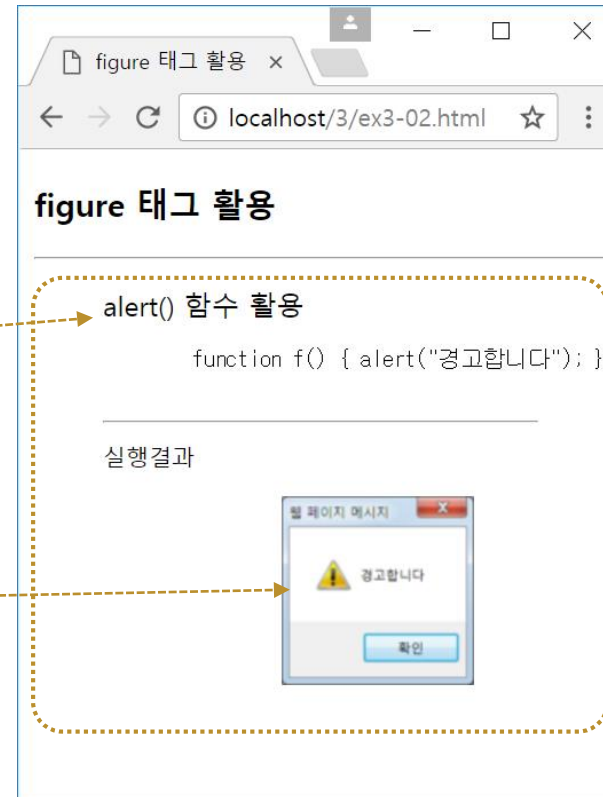 figure 태그 활용
localhost/3/ex3-02.html
figure 태그 활용
alert() 함수 활용
function f() { alert("경고합니다"); }
실행결과
웹 페이지 메시지
경고합니다
확인